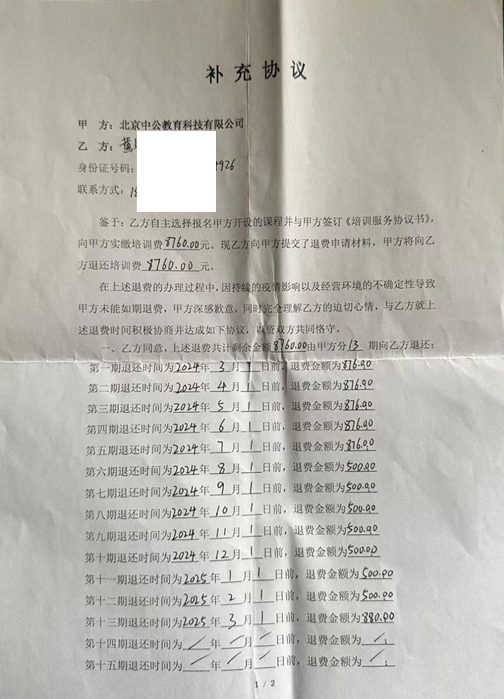 补充协议
甲 方：北京中公教育科技有限公司
乙 方：黄
身份证号码： 4926
联系方式：18
鉴于：乙方自主选择报名甲方开设的课程并与甲方签订《培训服务协议书》，
向甲方实缴培训费8760.00元。现乙方向甲方提交了退费申请材料，甲方将向乙
方退还培训费 8760.00 元。
在上述退费的办理过程中，因持续的疫情影响以及经营环境的不确定性导致
甲方未能如期退费，甲方深感歉意，同时完全理解乙方的迫切心情，与乙方就上
述退费时间积极协商并达成如下协议，以资双方共同恪守。
一、乙方同意，上述退费共计剩余金额8760.00由甲方分13 期向乙方退还：
第一期退还时间为2024年 3 月 1 日前，退费金额为876.00
第二期退还时间为2024年 4 月 1 日前，退费金额为876.00
第三期退还时间为2024年 5 月 1 日前，退费金额为876.00
第四期退还时间为2024年 6 月 1 日前，退费金额为876.00
第五期退还时间为2024年 7 月 1 日前，退费金额为876.00
第六期退还时间为2024年 8 月 1 日前，退费金额为500.00
第七期退还时间为2024年 9 月 1 日前，退费金额为500.00
第八期退还时间为2024年 10 月 1 日前，退费金额为500.00
第九期退还时间为2024年 11 月 1 日前，退费金额为500.00
第十期退还时间为2024年 12 月 1 日前，退费金额为500.00
第十一期退还时间为2025年 1 月 1 日前，退费金额为500.00
第十二期退还时间为2025年 2 月 1 日前，退费金额为500.00
第十三期退还时间为2025年 3 月 1 日前，退费金额为880.00
第十四期退还时间为 / 年 / 月 / 日前，退费金额为 / ；
第十五期退还时间为 / 年 / 月 / 日前，退费金额为 / ；
1 / 2